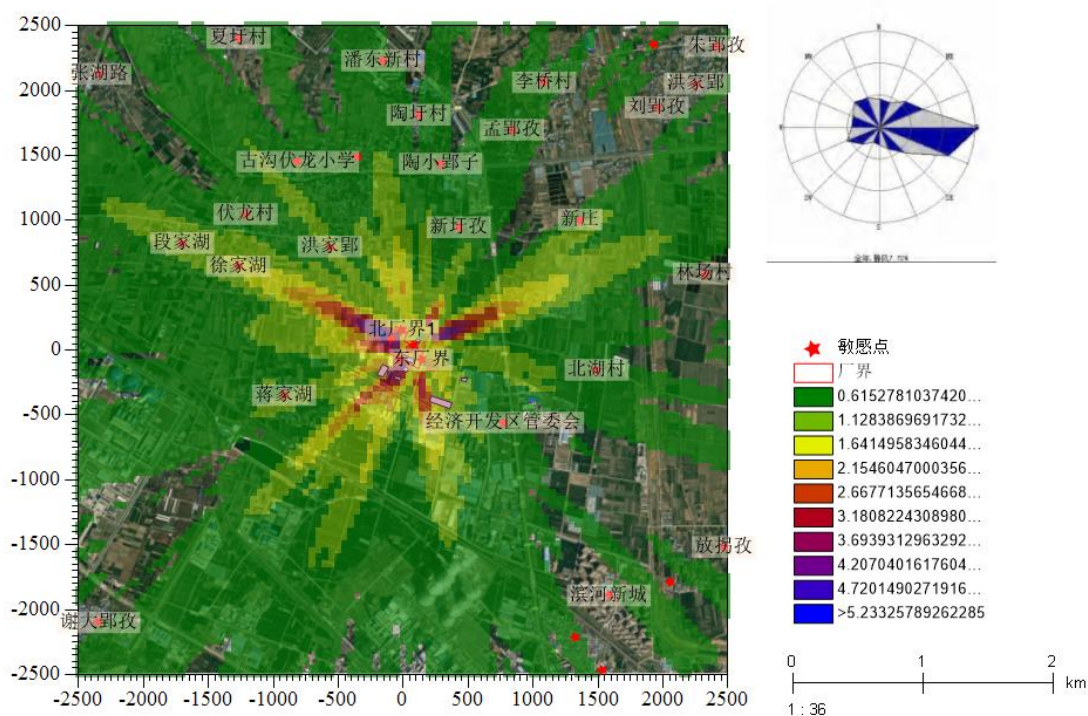 2500
2000
1500
1000
500
0
-500
-1000
-1500
-2000
-2500
-2500 -2000 -1500 -1000 -500 0 500 1000 1500 2000 2500
夏圩村
潘东新村
朱郢孜
张湖路
李桥村
洪家郢
刘郢孜
陶圩村
孟郢孜
古沟伏龙小学
陶小郢子
伏龙村
新圩孜
新庄
段家湖
洪家郢
徐家湖
林场村
北厂界1
东厂界
北湖村
蒋家湖
经济开发区管委会
放拐孜
滨河新城
谢大郢孜
N
NE
E
SE
S
SW
W
NW
敏感点
厂界
0.6152781037420...
1.1283869691732...
1.6414958346044...
2.1546047000356...
2.6677135654668...
3.1808224308980...
3.6939312963292...
4.2070401617604...
4.7201490271916...
>5.23325789262285
0 1 2
km
1 : 36